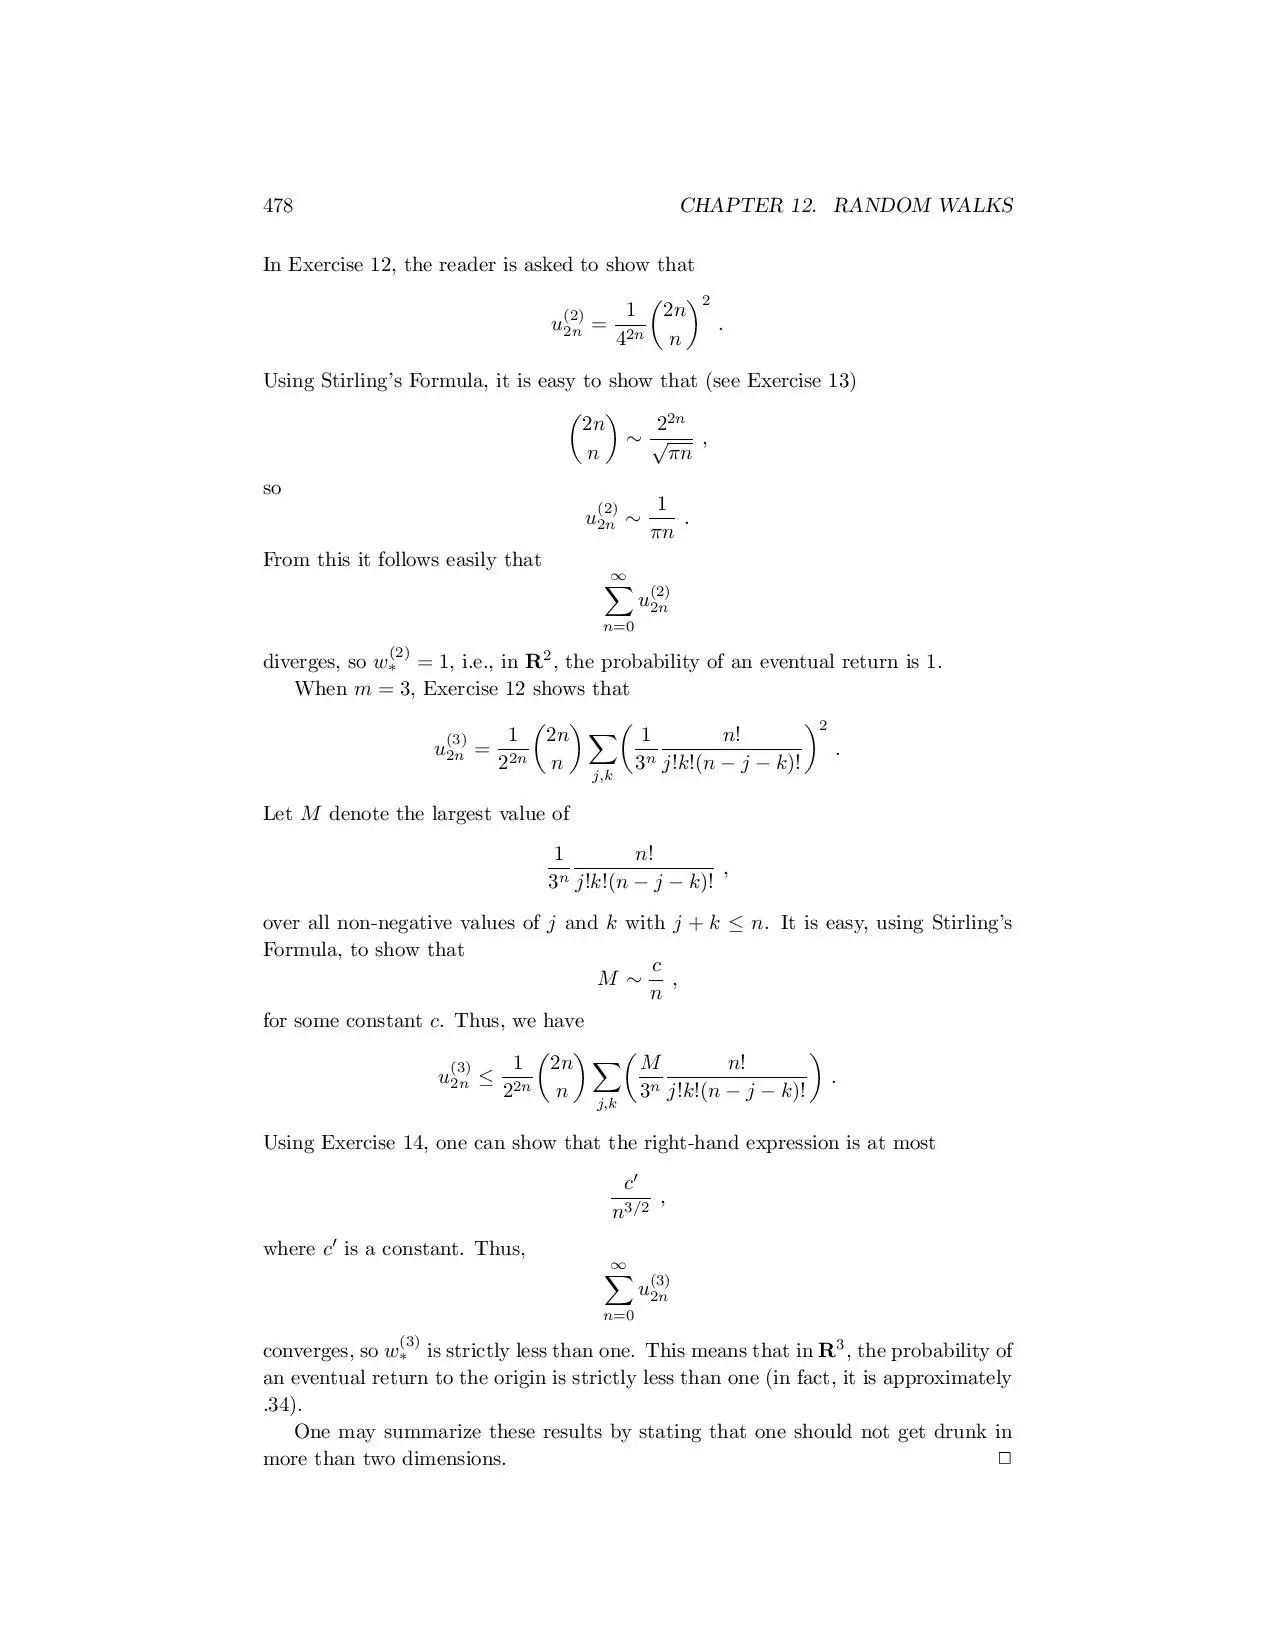 478 CHAPTER 12. RANDOM WALKS
In Exercise 12, the reader is asked to show that
$u_{2n}^{(2)} = \frac{1}{4^{2n}} \binom{2n}{n}^2 .$
Using Stirling's Formula, it is easy to show that (see Exercise 13)
$\binom{2n}{n} \sim \frac{2^{2n}}{\sqrt{\pi n}} ,$
so
$u_{2n}^{(2)} \sim \frac{1}{\pi n} .$
From this it follows easily that
$\sum_{n=0}^{\infty} u_{2n}^{(2)}$
diverges, so $w_*^{(2)} = 1$, i.e., in $\mathbf{R}^2$, the probability of an eventual return is 1.
When $m = 3$, Exercise 12 shows that
$u_{2n}^{(3)} = \frac{1}{2^{2n}} \binom{2n}{n} \sum_{j,k} \left( \frac{1}{3^n} \frac{n!}{j!k!(n-j-k)!} \right)^2 .$
Let $M$ denote the largest value of
$\frac{1}{3^n} \frac{n!}{j!k!(n-j-k)!} ,$
over all non-negative values of $j$ and $k$ with $j + k \leq n$. It is easy, using Stirling's
Formula, to show that
$M \sim \frac{c}{n} ,$
for some constant $c$. Thus, we have
$u_{2n}^{(3)} \leq \frac{1}{2^{2n}} \binom{2n}{n} \sum_{j,k} \left( \frac{M}{3^n} \frac{n!}{j!k!(n-j-k)!} \right) .$
Using Exercise 14, one can show that the right-hand expression is at most
$\frac{c'}{n^{3/2}} ,$
where $c'$ is a constant. Thus,
$\sum_{n=0}^{\infty} u_{2n}^{(3)}$
converges, so $w_*^{(3)}$ is strictly less than one. This means that in $\mathbf{R}^3$, the probability of
an eventual return to the origin is strictly less than one (in fact, it is approximately
.34).
One may summarize these results by stating that one should not get drunk in
more than two dimensions. □